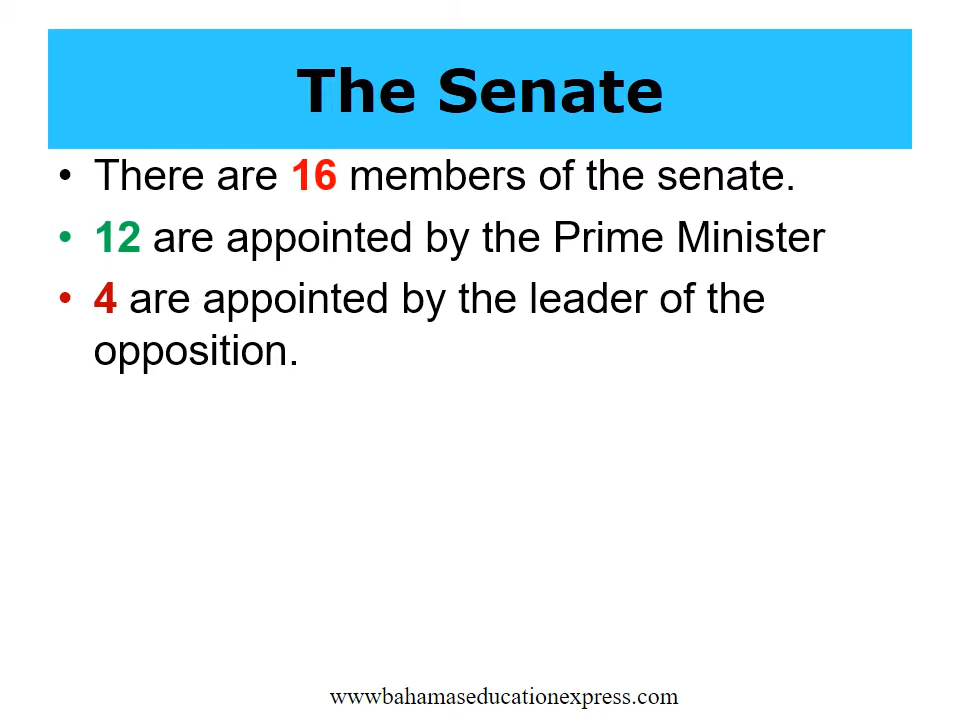 The Senate
• There are 16 members of the senate.
• 12 are appointed by the Prime Minister
• 4 are appointed by the leader of the
opposition.
wwwbahamaseducationexpress.com